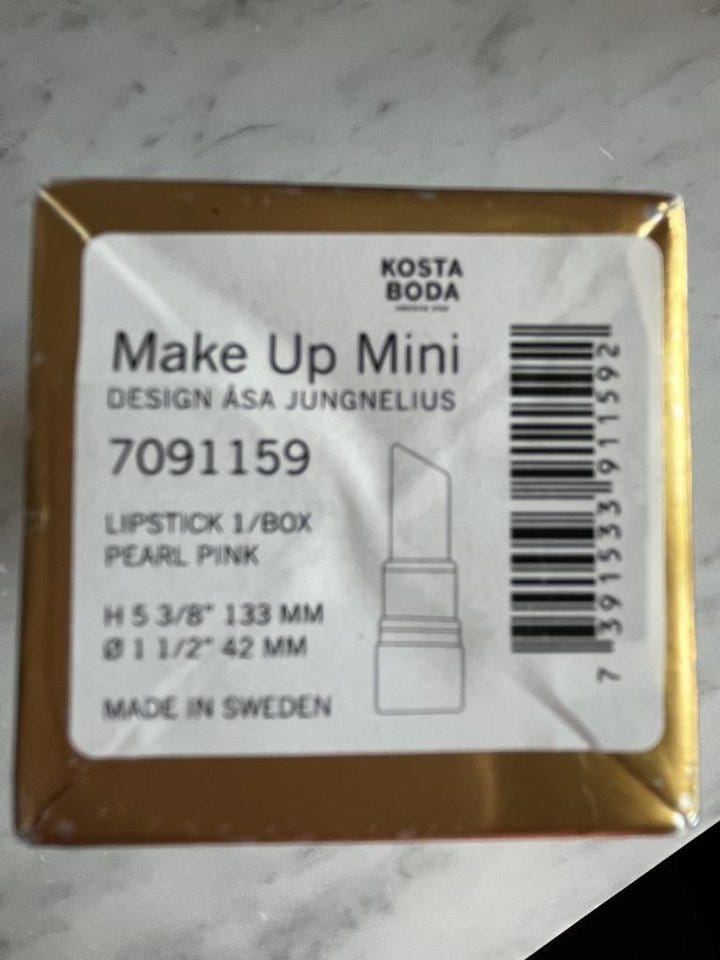 KOSTA
BODA
Make Up Mini
DESIGN ÅSA JUNGNELIUS
7091159
LIPSTICK 1/BOX
PEARL PINK
H 5 3/8" 133 MM
Ø 1 1/2" 42 MM
MADE IN SWEDEN
7 391533 911592